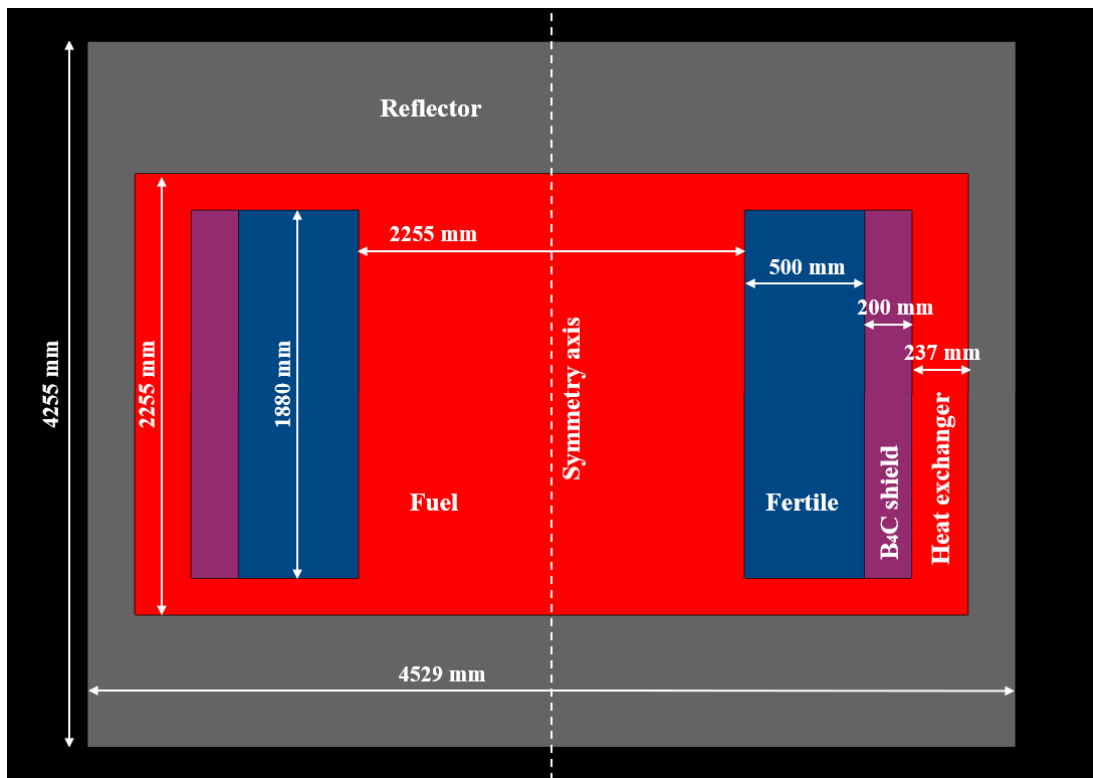 Reflector
2255 mm
500 mm
200 mm
237 mm
4255 mm
2255 mm
1880 mm
Symmetry axis
Fuel
Fertile
B₄C shield
Heat exchanger
4529 mm